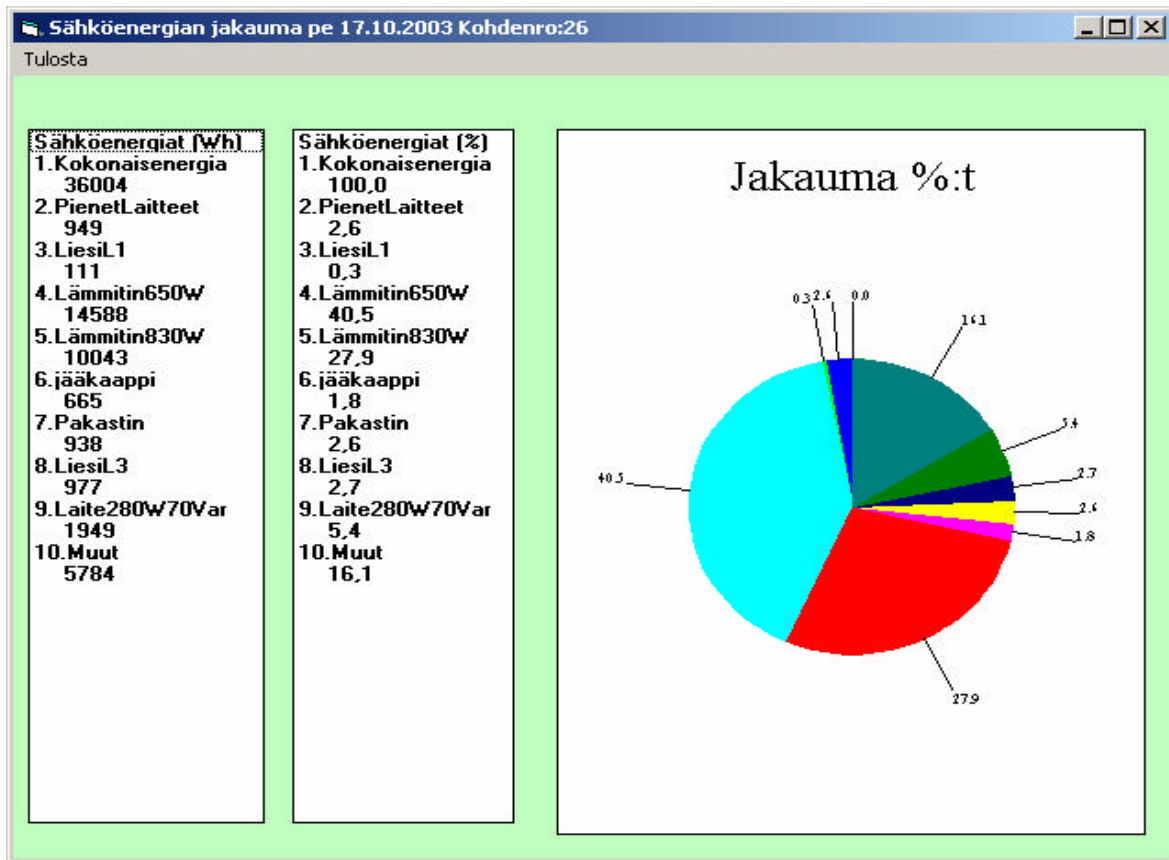 Sähköenergian jakauma pe 17.10.2003 Kohdenro:26
Tulosta
Sähköenergiat (Wh)
1.Kokonaisenergia
36004
2.PienetLaitteet
949
3.LiesiL1
111
4.Lämmitin650W
14588
5.Lämmitin830W
10043
6.jääkaappi
665
7.Pakastin
938
8.LiesiL3
977
9.Laite280W70Var
1949
10.Muut
5784
Sähköenergiat (%)
1.Kokonaisenergia
100,0
2.PienetLaitteet
2,6
3.LiesiL1
0,3
4.Lämmitin650W
40,5
5.Lämmitin830W
27,9
6.jääkaappi
1,8
7.Pakastin
2,6
8.LiesiL3
2,7
9.Laite280W70Var
5,4
10.Muut
16,1
Jakauma %:t
0.3 2.6 0.0
16.1
5.4
2.7
40.5
2.6
1.8
27.9